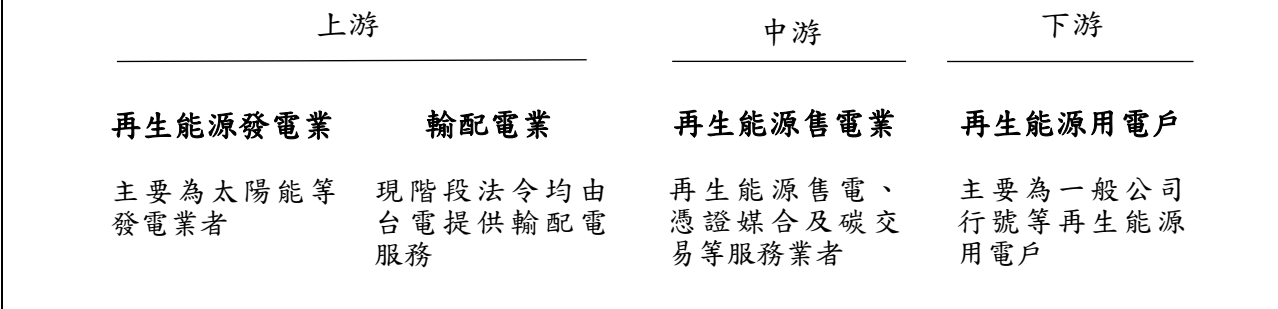 上游
中游
下游
再生能源發電業
輸配電業
再生能源售電業
再生能源用電戶
主要為太陽能等
發電業者
現階段法令均由
台電提供輸配電
服務
再生能源售電、
憑證媒合及碳交
易等服務業者
主要為一般公司
行號等再生能源
用電戶